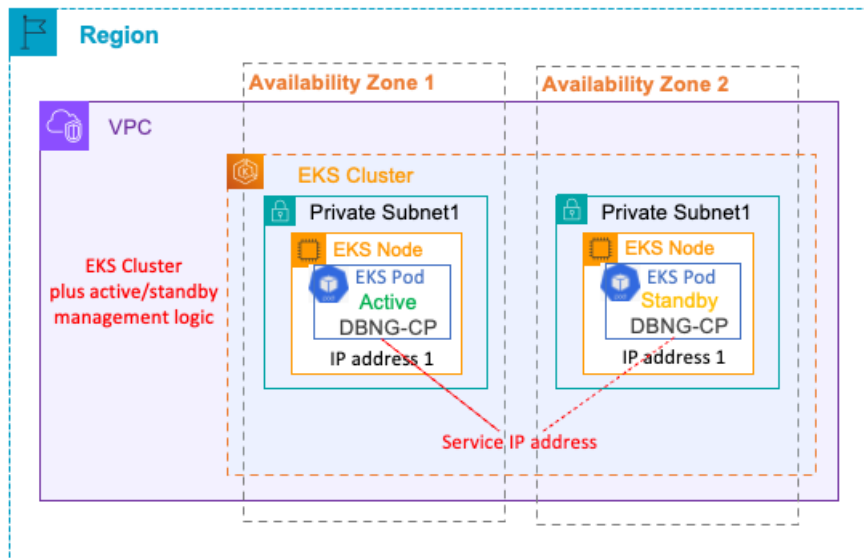 Region
Availability Zone 1
Availability Zone 2
VPC
EKS Cluster
Private Subnet1
Private Subnet1
EKS Node
EKS Node
EKS Cluster
plus active/standby
management logic
pod
EKS Pod
Active
DBNG-CP
IP address 1
pod
EKS Pod
Standby
DBNG-CP
IP address 1
Service IP address